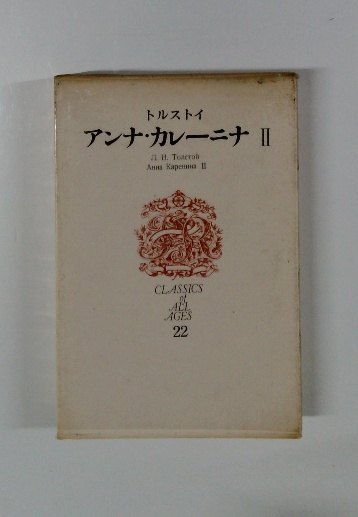 トルストイ
アンナ・カレーニナ II
Л. Н. Толстой
Анна Каренина II
CLASSICS
of
ALL
AGES
22